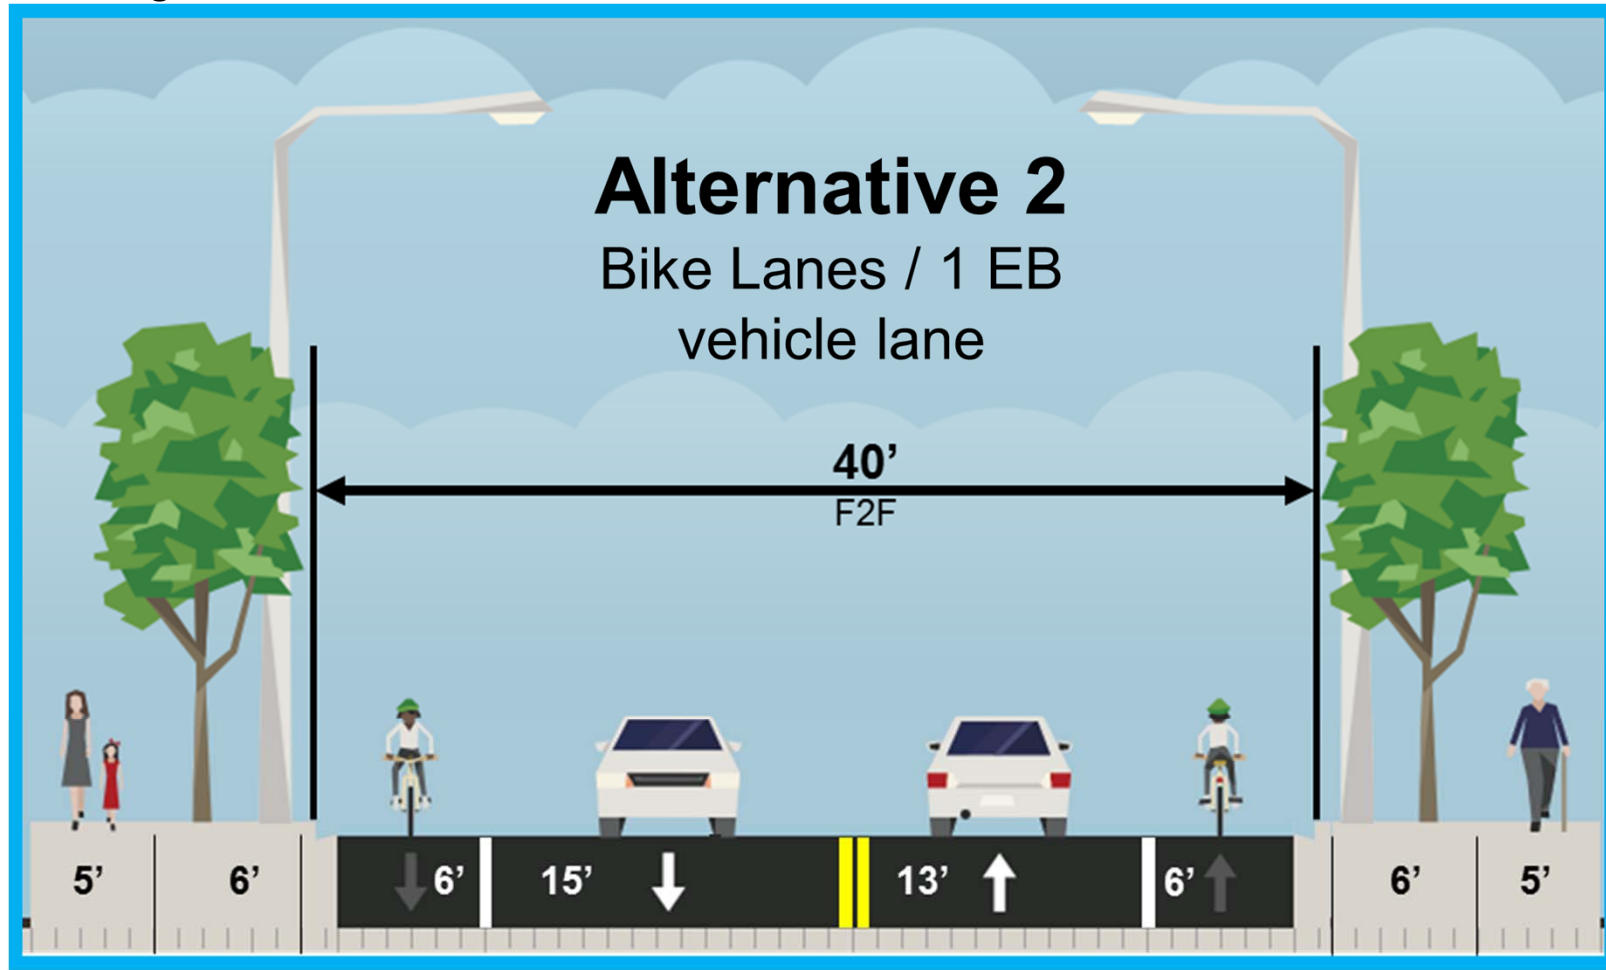 Alternative 2
Bike Lanes / 1 EB
vehicle lane
40’
F2F
5’ 6’ 6’ 15’ 13’ 6’ 6’ 5’